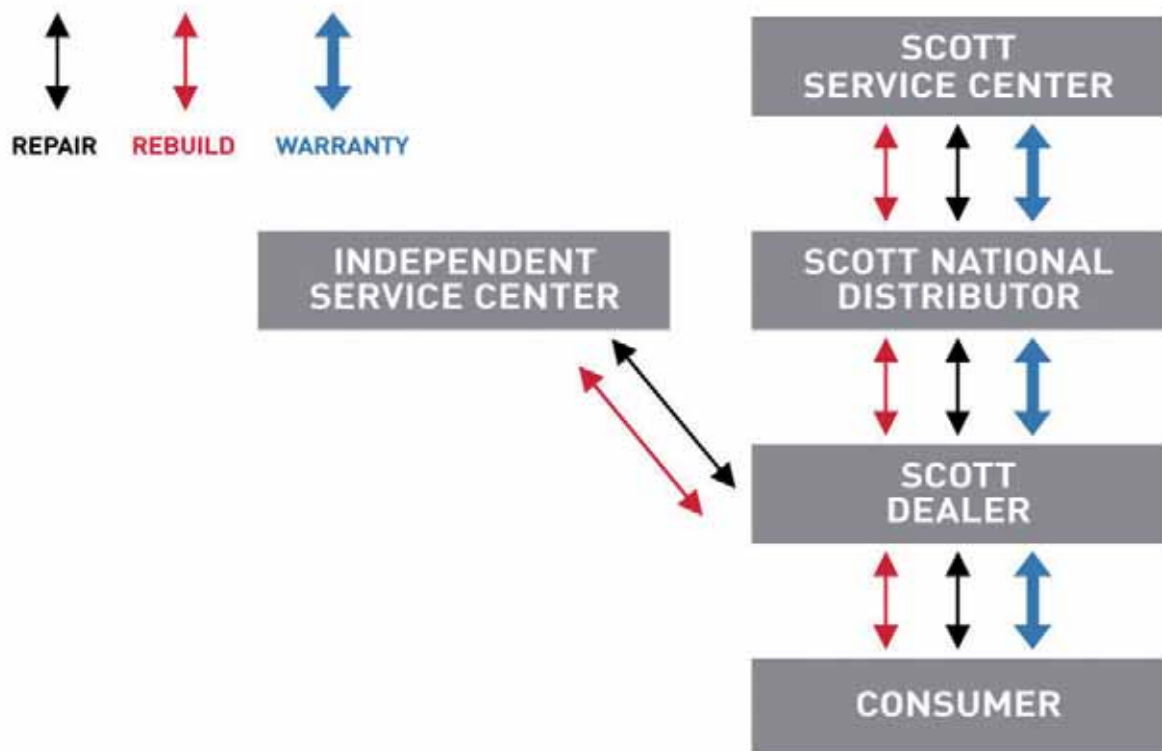 REPAIR REBUILD WARRANTY
SCOTT
SERVICE CENTER
INDEPENDENT
SERVICE CENTER
SCOTT NATIONAL
DISTRIBUTOR
SCOTT
DEALER
CONSUMER